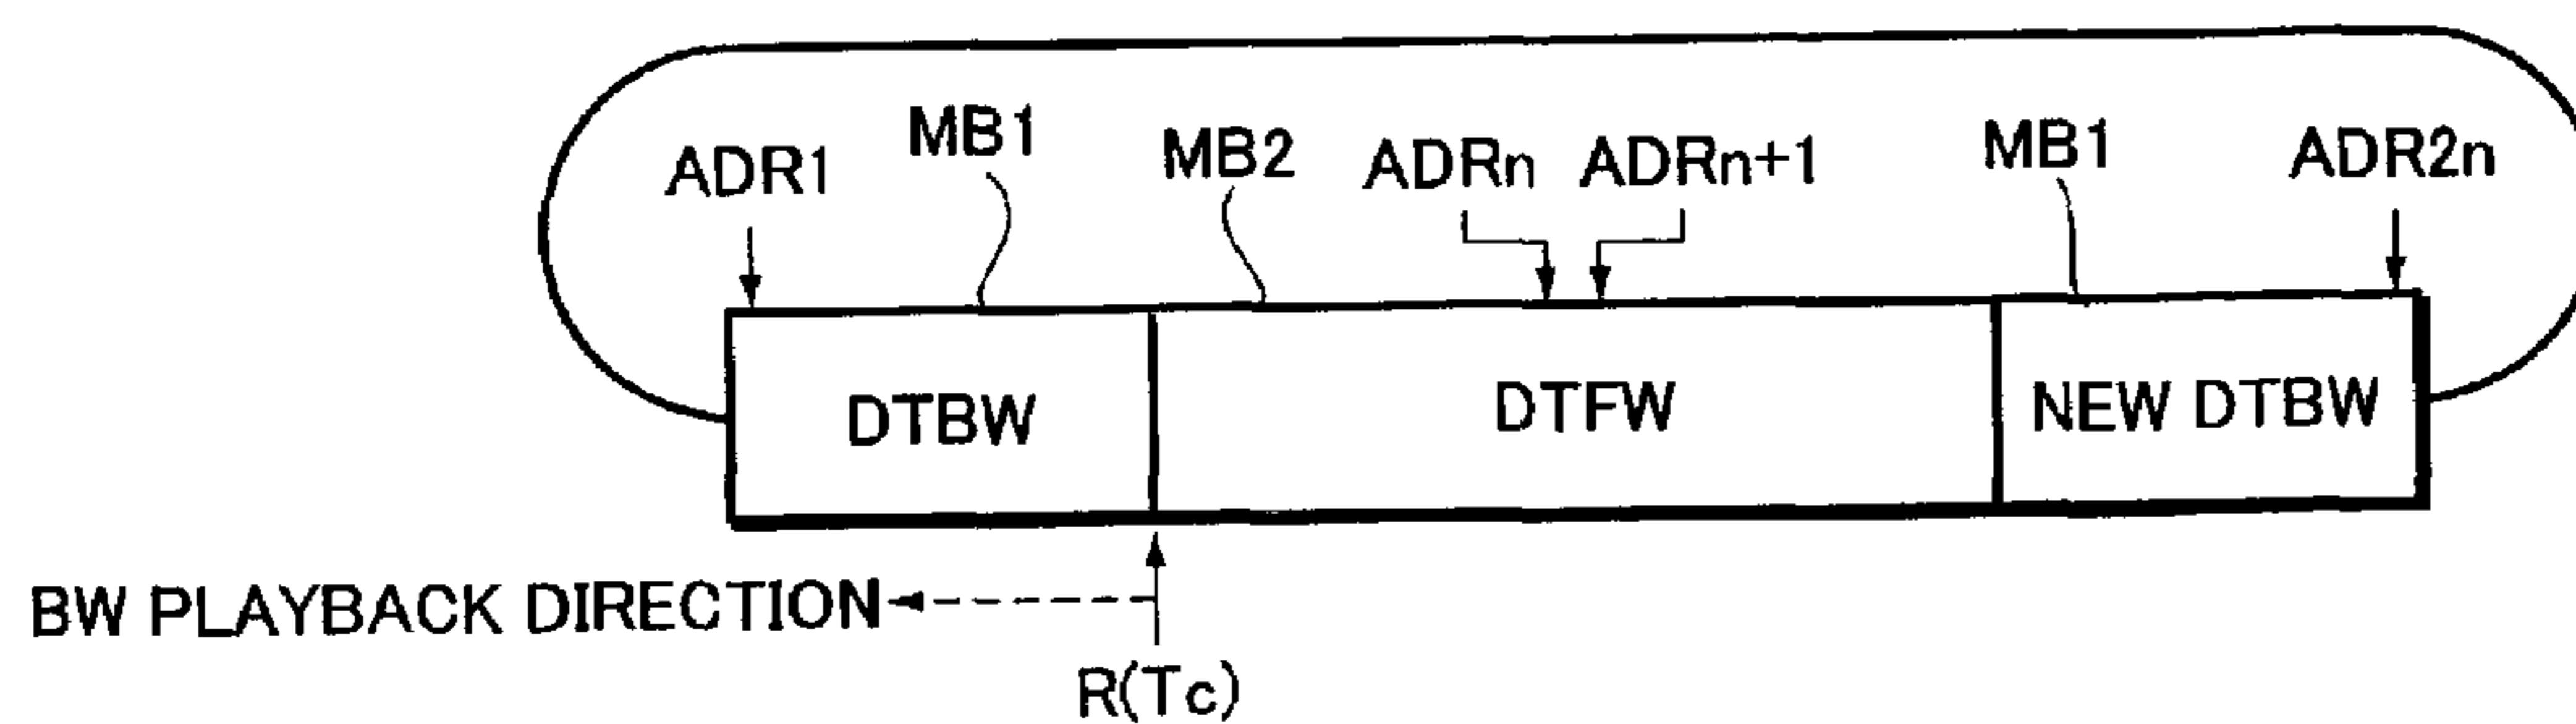 ADR1 MB1 MB2 ADRn ADRn+1 MB1 ADR2n
DTBW DTFW NEW DTBW
BW PLAYBACK DIRECTION
R(Tc)